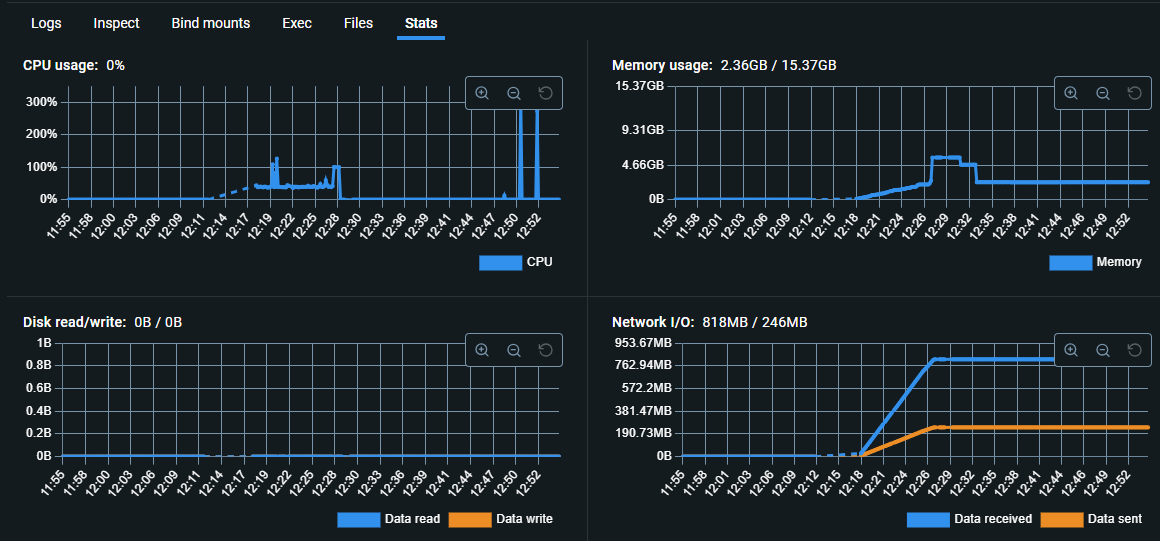 Logs Inspect Bind mounts Exec Files Stats
CPU usage: 0%
300%
200%
100%
0%
11:55 11:58 12:00 12:03 12:06 12:09 12:11 12:14 12:17 12:19 12:22 12:25 12:28 12:30 12:33 12:36 12:39 12:41 12:44 12:47 12:50 12:52
CPU
Memory usage: 2.36GB / 15.37GB
15.37GB
9.31GB
4.66GB
0B
11:55 11:58 12:01 12:03 12:06 12:09 12:12 12:15 12:18 12:21 12:24 12:26 12:29 12:32 12:35 12:38 12:41 12:44 12:46 12:49 12:52
Memory
Disk read/write: 0B / 0B
1B
0.8B
0.6B
0.4B
0.2B
0B
11:55 11:58 12:00 12:03 12:06 12:09 12:11 12:14 12:17 12:19 12:22 12:25 12:28 12:30 12:33 12:36 12:39 12:41 12:44 12:47 12:50 12:52
Data read Data write
Network I/O: 818MB / 246MB
953.67MB
762.94MB
572.2MB
381.47MB
190.73MB
0B
11:55 11:58 12:01 12:03 12:06 12:09 12:12 12:15 12:18 12:21 12:24 12:26 12:29 12:32 12:35 12:38 12:41 12:44 12:46 12:49 12:52
Data received Data sent